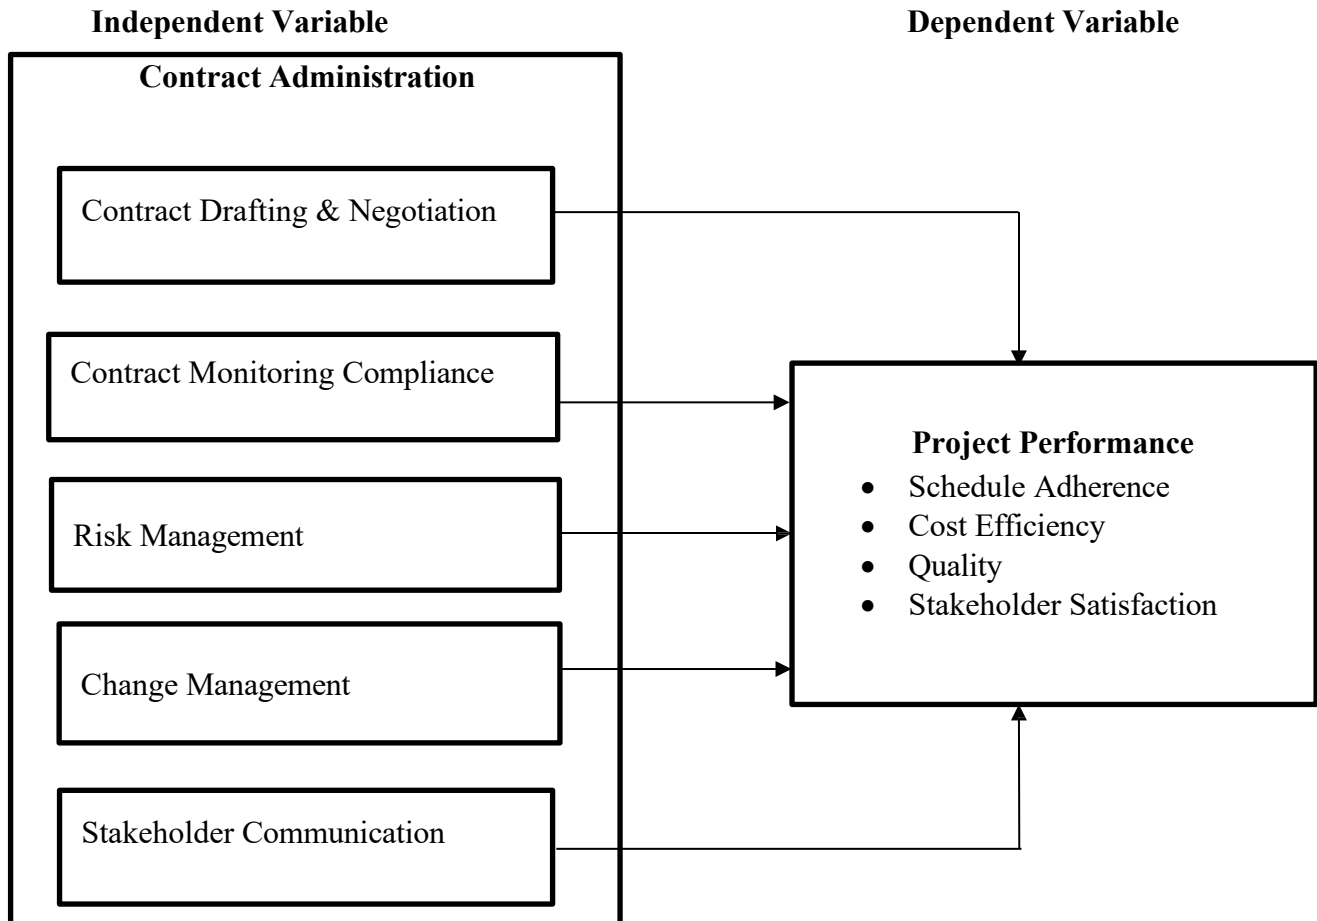 Independent Variable
Dependent Variable
Contract Administration
Contract Drafting & Negotiation
Contract Monitoring Compliance
Risk Management
Change Management
Stakeholder Communication
Project Performance
• Schedule Adherence
• Cost Efficiency
• Quality
• Stakeholder Satisfaction